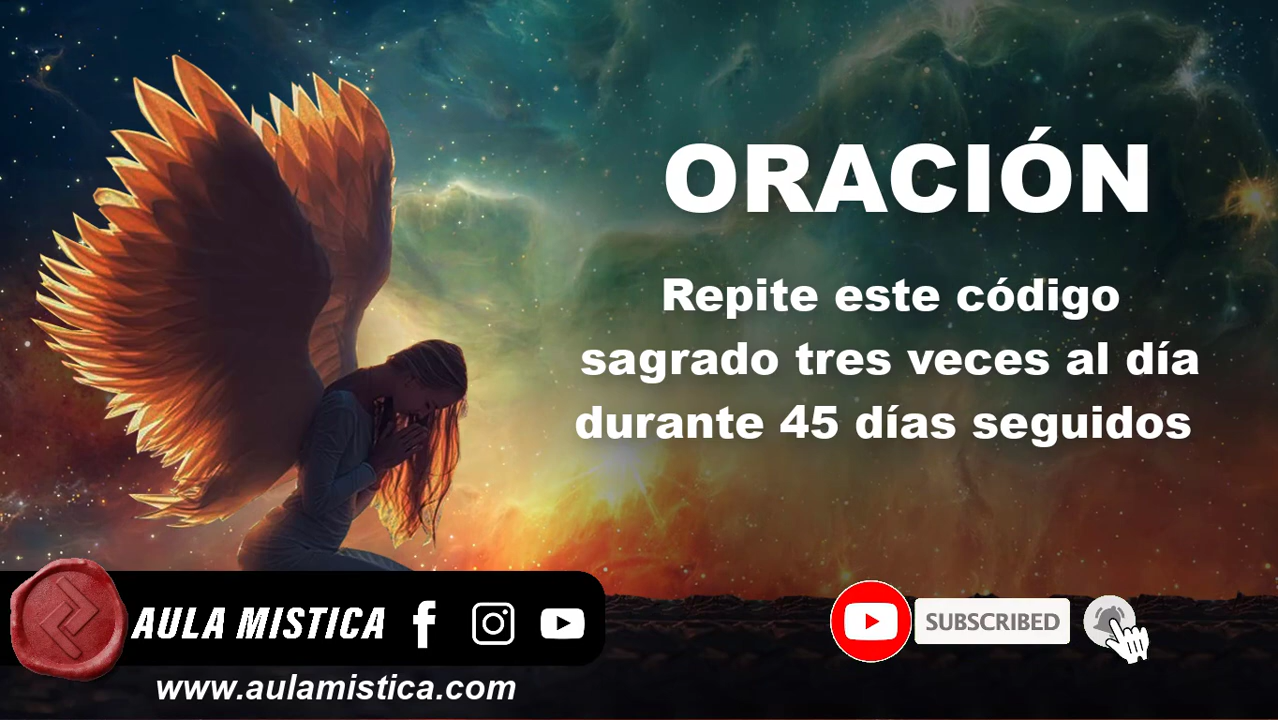 ORACIÓN
Repite este código
sagrado tres veces al día
durante 45 días seguidos
AULA MISTICA
SUBSCRIBED
www.aulamistica.com